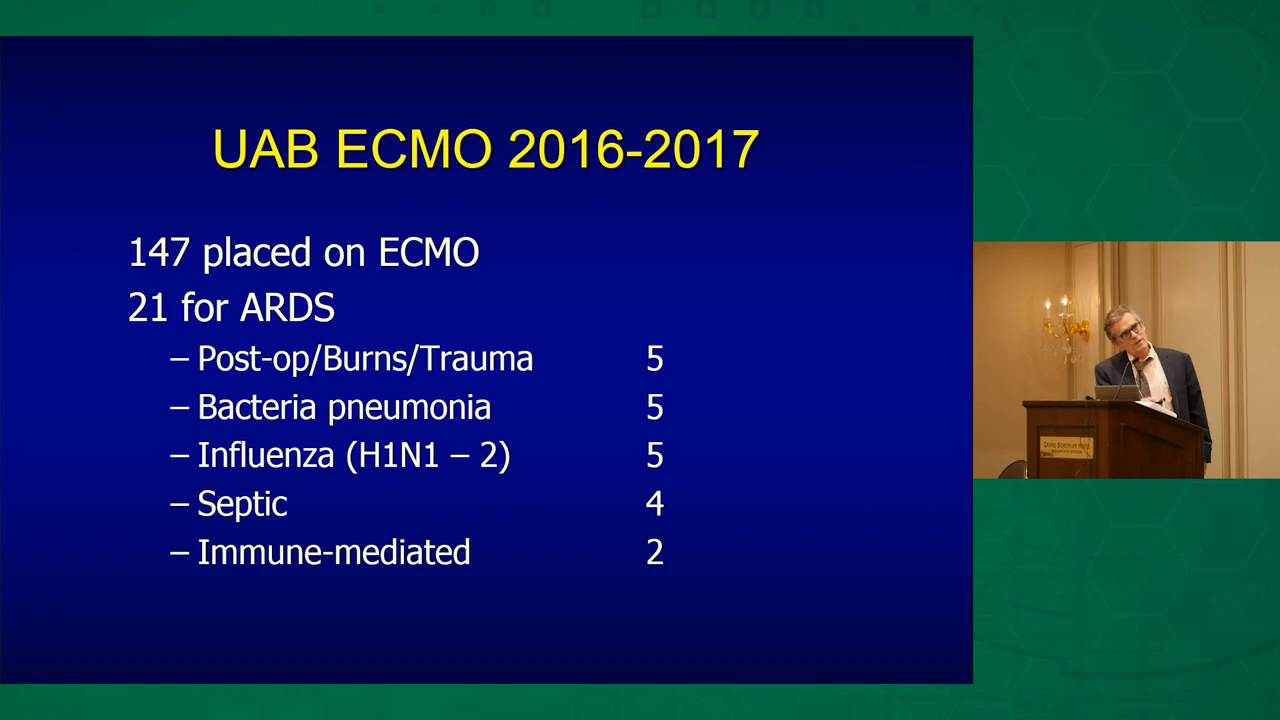 UAB ECMO 2016-2017
147 placed on ECMO
21 for ARDS
– Post-op/Burns/Trauma 5
– Bacteria pneumonia 5
– Influenza (H1N1 – 2) 5
– Septic 4
– Immune-mediated 2